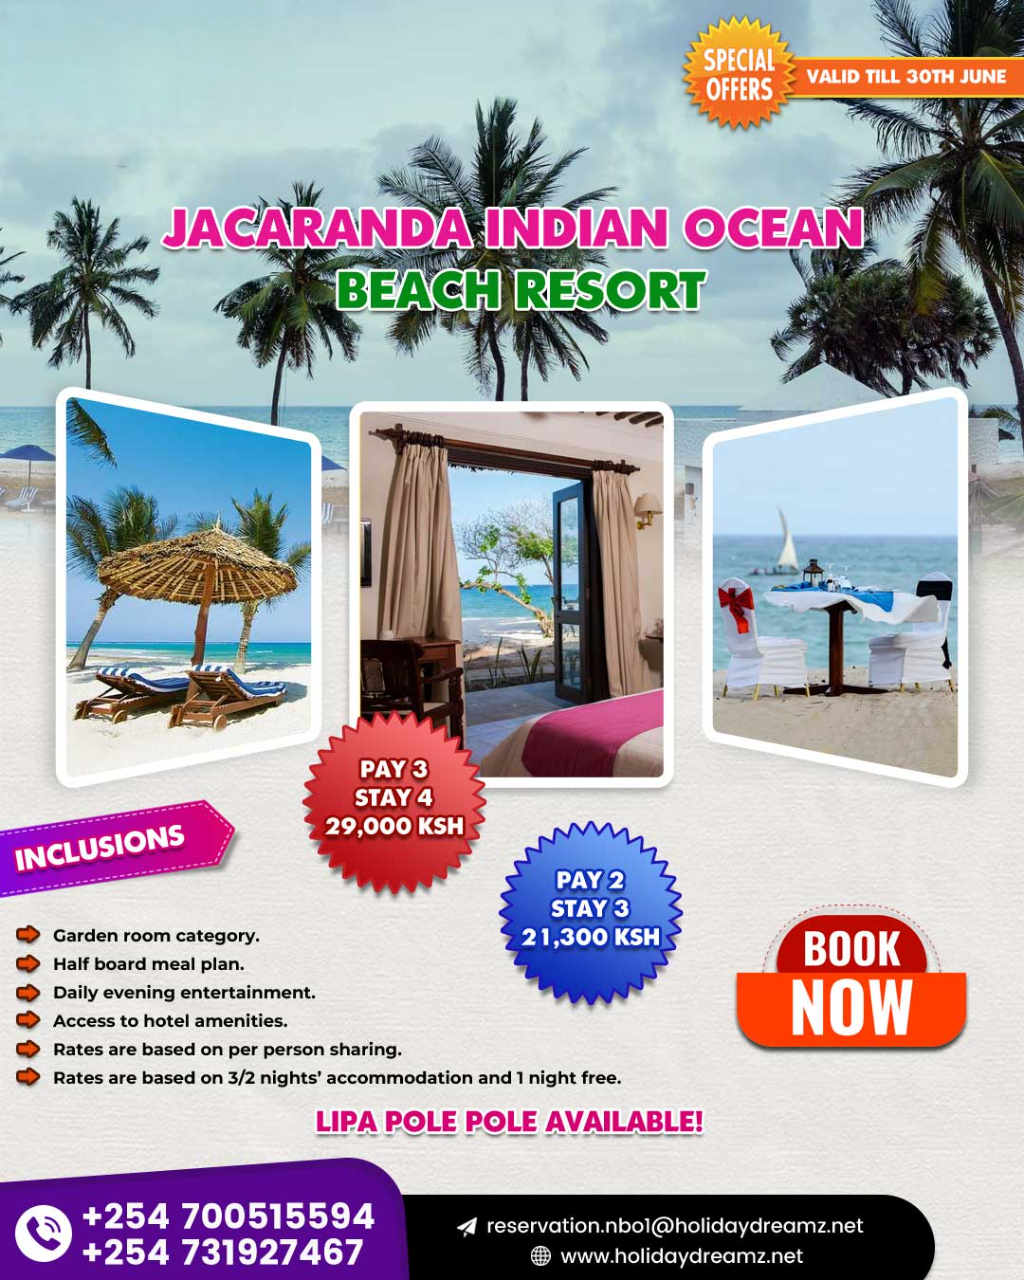 SPECIAL
OFFERS
VALID TILL 30TH JUNE
JACARANDA INDIAN OCEAN
BEACH RESORT
PAY 3
STAY 4
29,000 KSH
INCLUSIONS
PAY 2
STAY 3
21,300 KSH
Garden room category.
Half board meal plan.
Daily evening entertainment.
Access to hotel amenities.
Rates are based on per person sharing.
Rates are based on 3/2 nights' accommodation and 1 night free.
BOOK
NOW
LIPA POLE POLE AVAILABLE!
+254 700515594
+254 731927467
reservation.nbo1@holidaydreamz.net
www.holidaydreamz.net